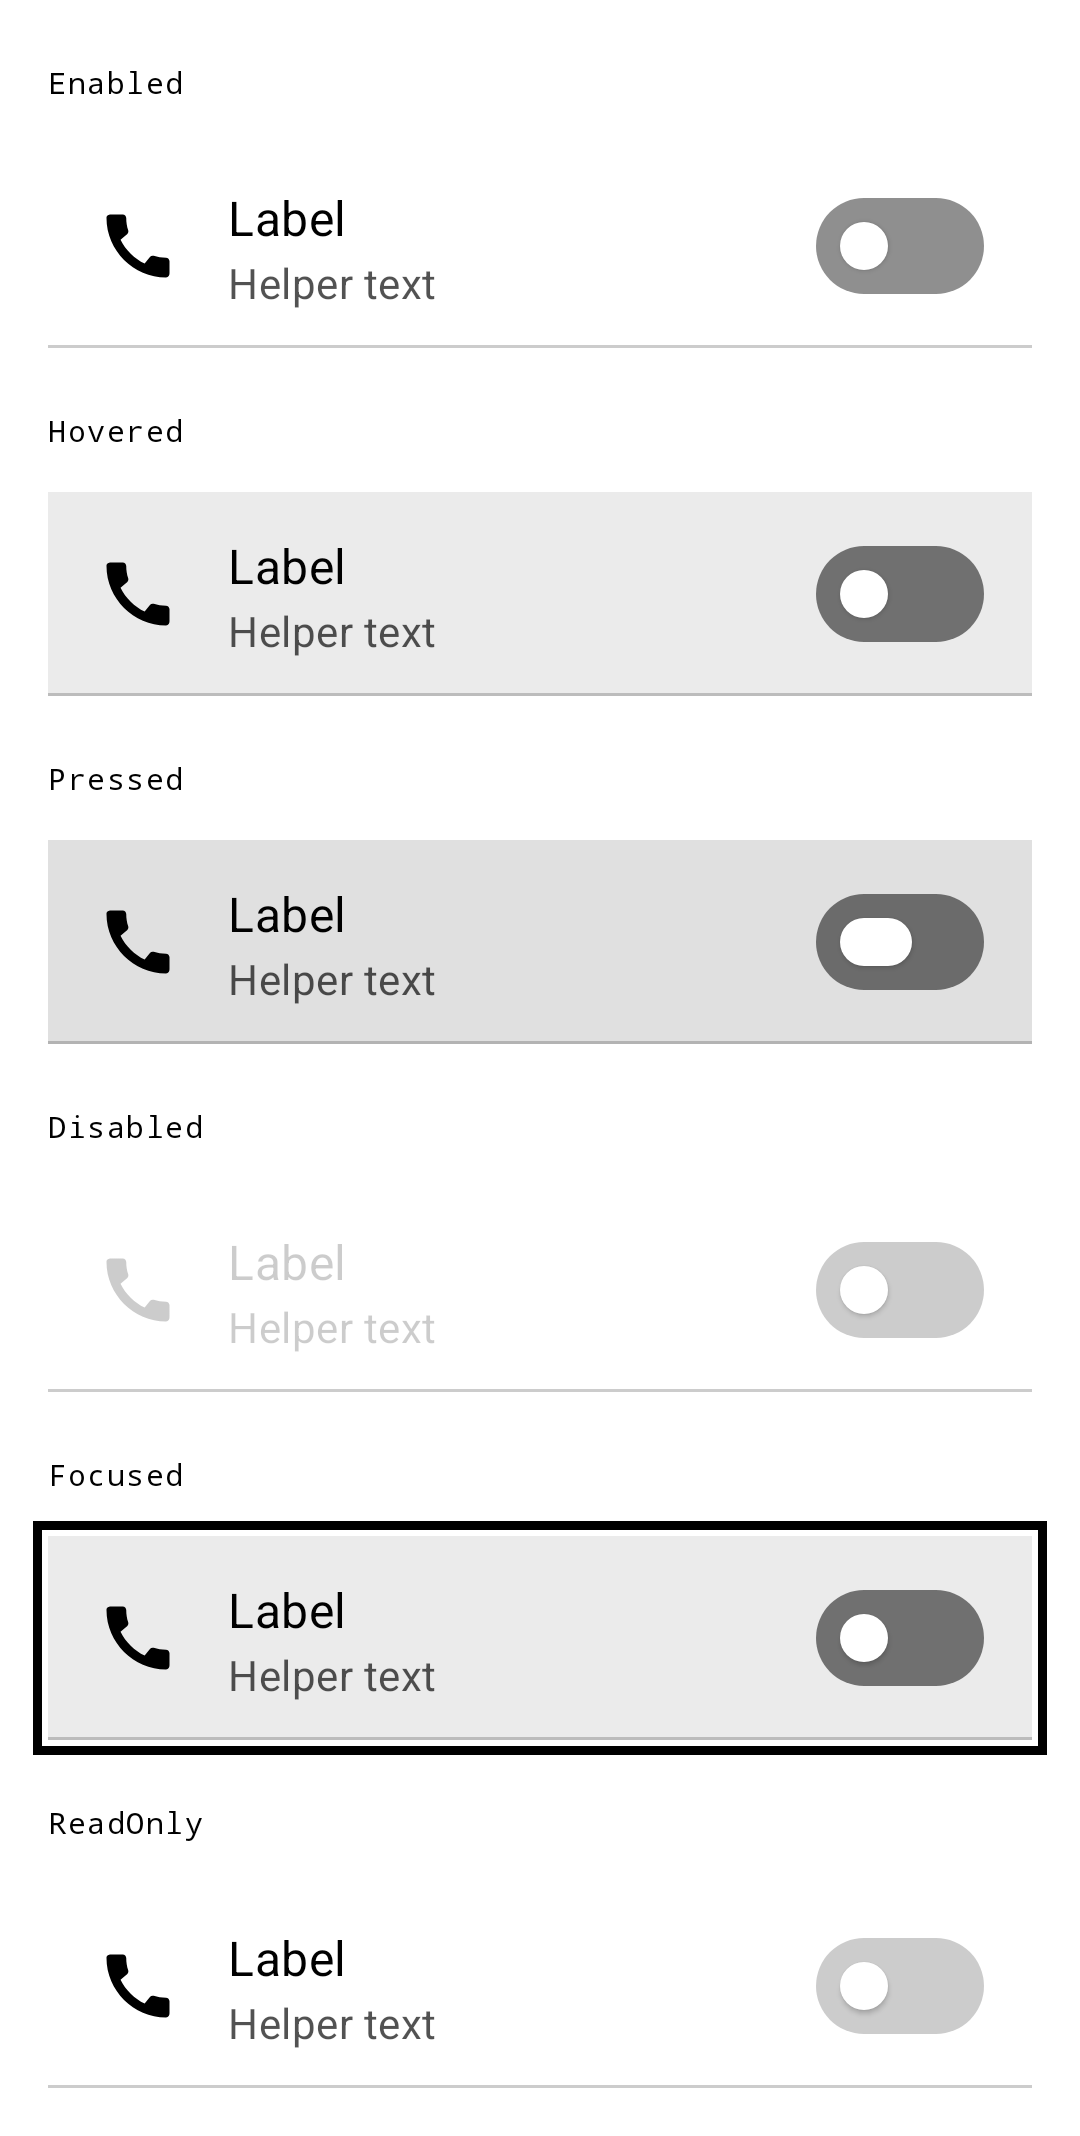 Enabled
Label
Helper text
Hovered
Label
Helper text
Pressed
Label
Helper text
Disabled
Label
Helper text
Focused
Label
Helper text
ReadOnly
Label
Helper text